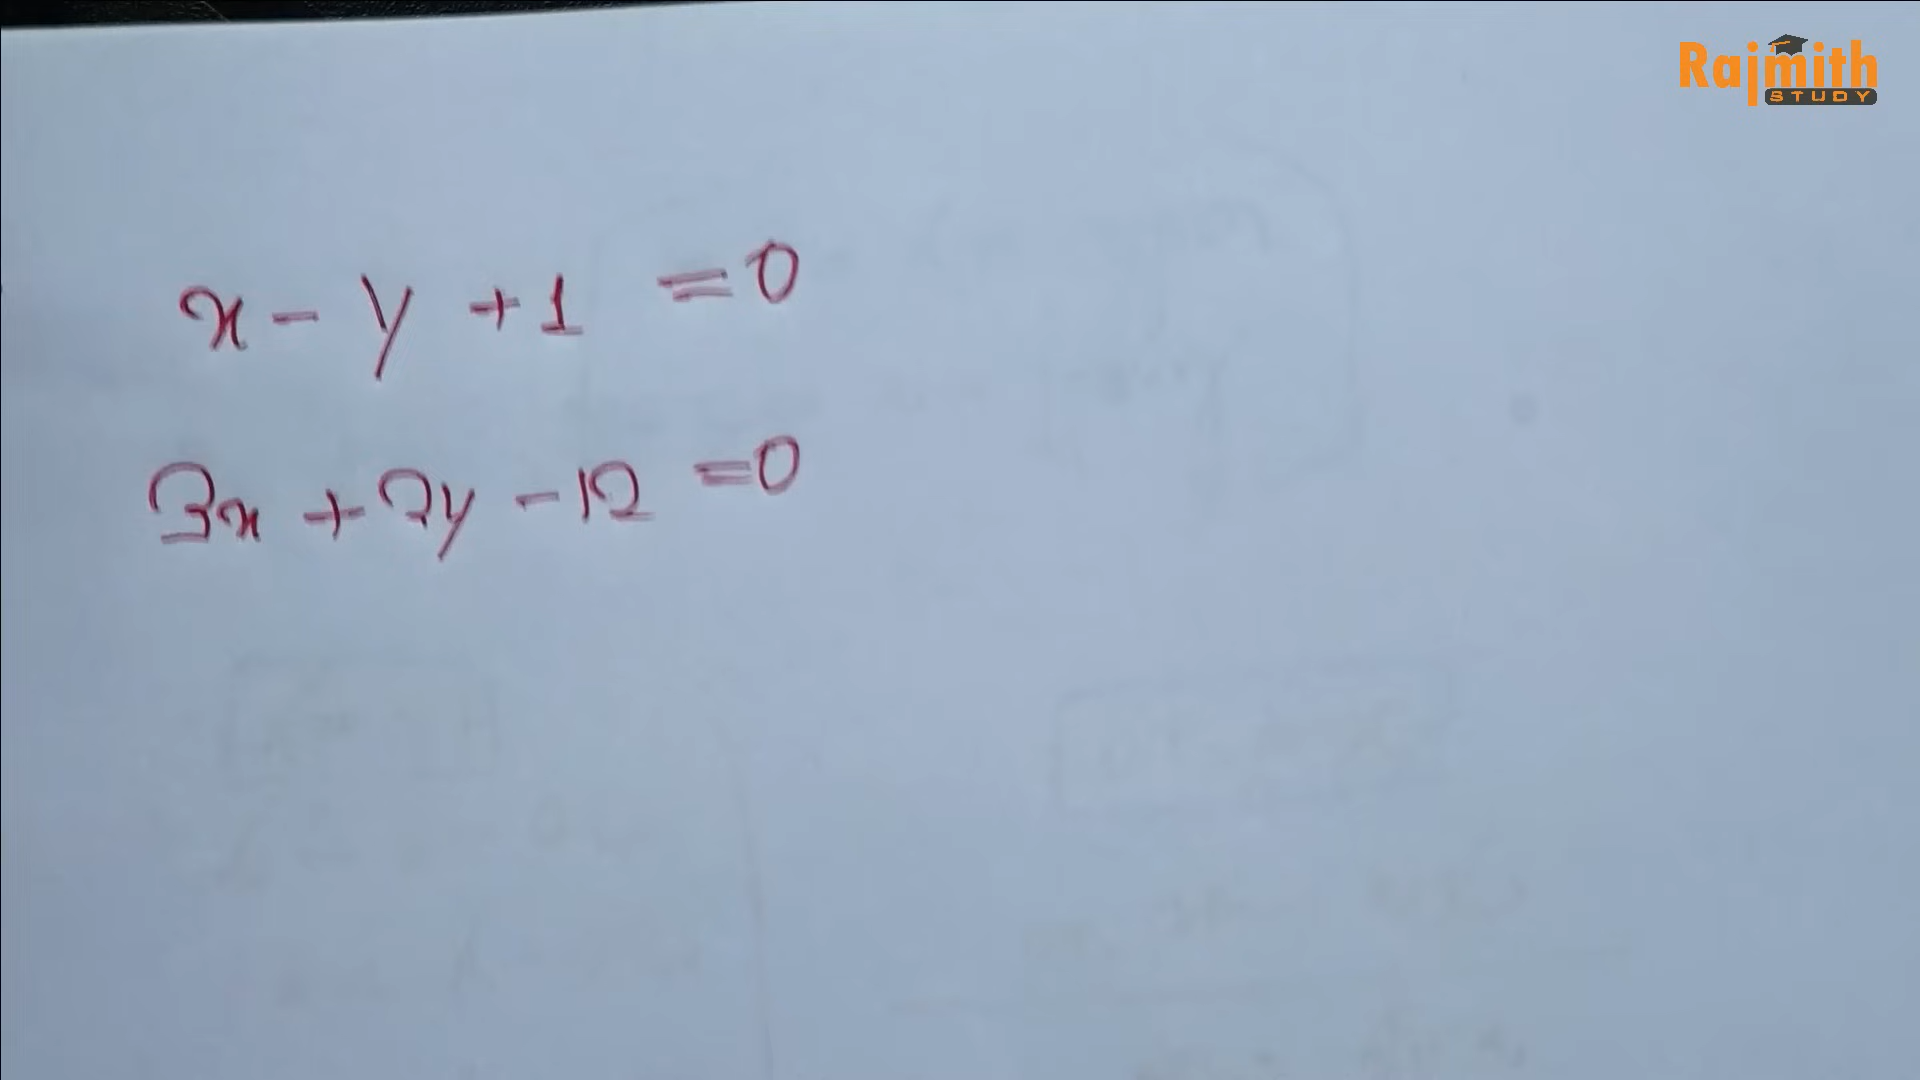 Rajmith
STUDY
x - y + 1 = 0
3x + 2y - 12 = 0